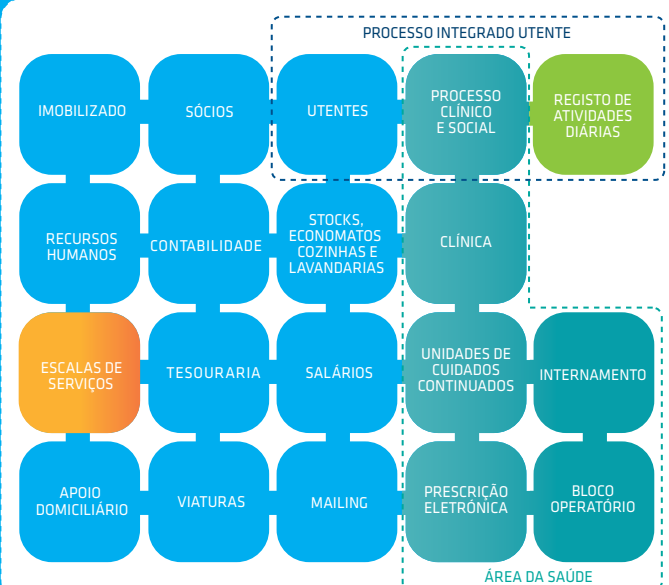 PROCESSO INTEGRADO UTENTE
IMOBILIZADO
SÓCIOS
UTENTES
PROCESSO
CLÍNICO
E SOCIAL
REGISTO DE
ATIVIDADES
DIÁRIAS
RECURSOS
HUMANOS
CONTABILIDADE
STOCKS,
ECONOMATOS
COZINHAS E
LAVANDARIAS
CLÍNICA
ESCALAS DE
SERVIÇOS
TESOURARIA
SALÁRIOS
UNIDADES DE
CUIDADOS
CONTINUADOS
INTERNAMENTO
APOIO
DOMICILIÁRIO
VIATURAS
MAILING
PRESCRIÇÃO
ELETRÓNICA
BLOCO
OPERATÓRIO
ÁREA DA SAÚDE